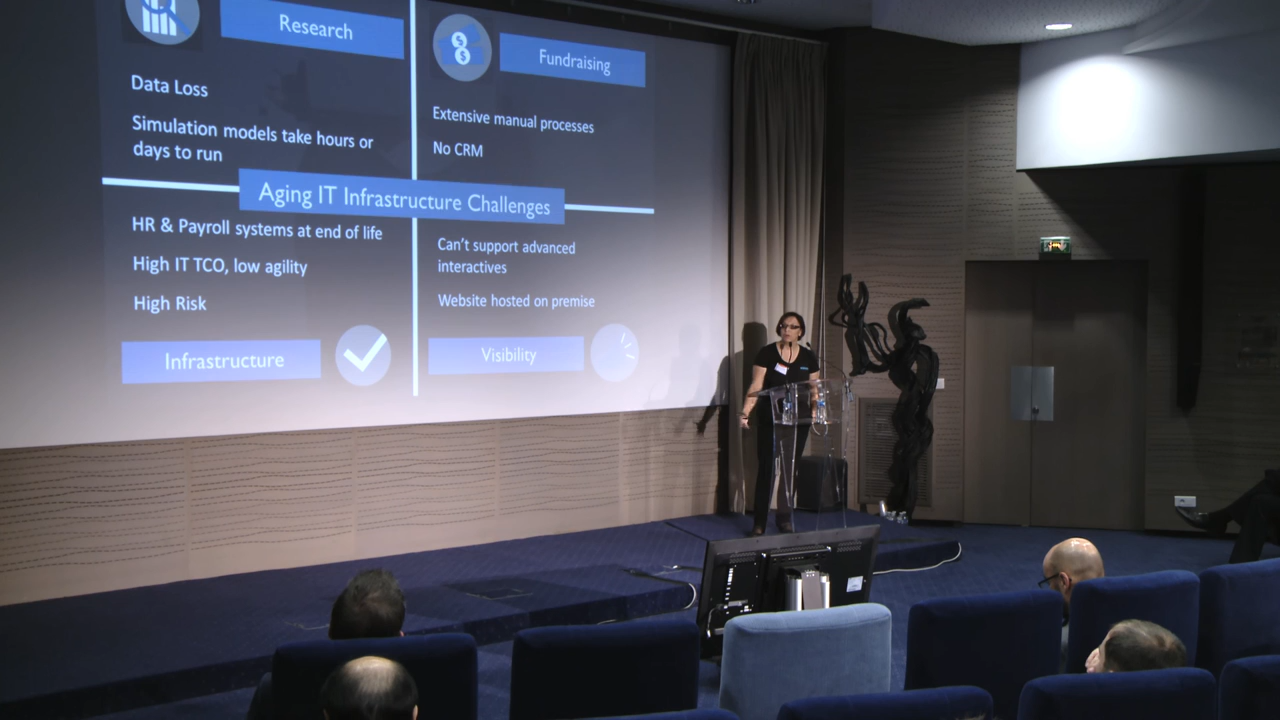 Research
Data Loss
Simulation models take hours or
days to run
Fundraising
Extensive manual processes
No CRM
Aging IT Infrastructure Challenges
HR & Payroll systems at end of life
High IT TCO, low agility
High Risk
Infrastructure
Can't support advanced
interactives
Website hosted on premise
Visibility